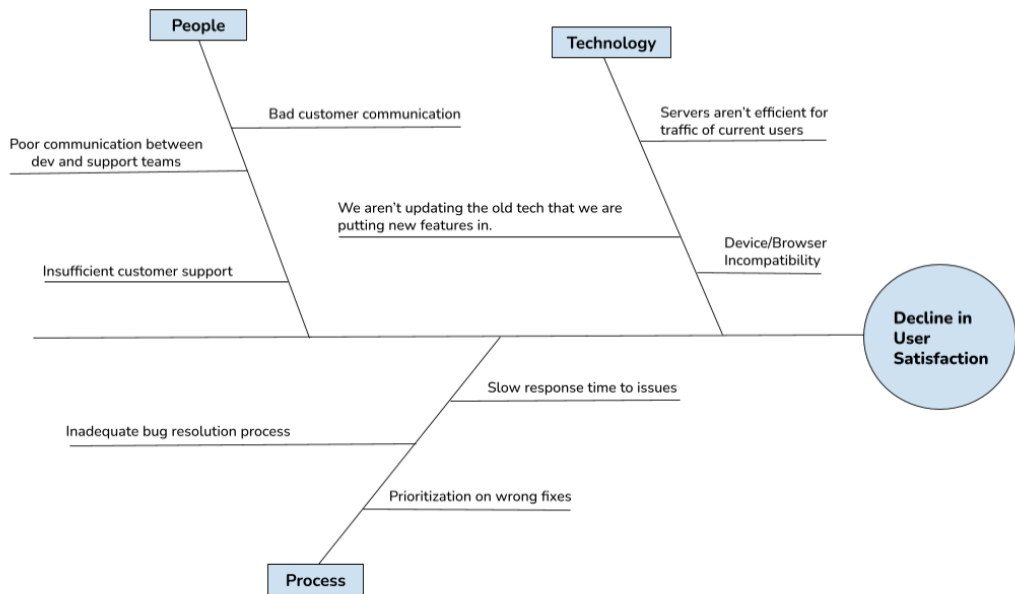 People
Technology
Bad customer communication
Servers aren't efficient for
traffic of current users
Poor communication between
dev and support teams
We aren't updating the old tech that we are
putting new features in.
Device/Browser
Incompatibility
Insufficient customer support
Decline in
User
Satisfaction
Slow response time to issues
Inadequate bug resolution process
Prioritization on wrong fixes
Process